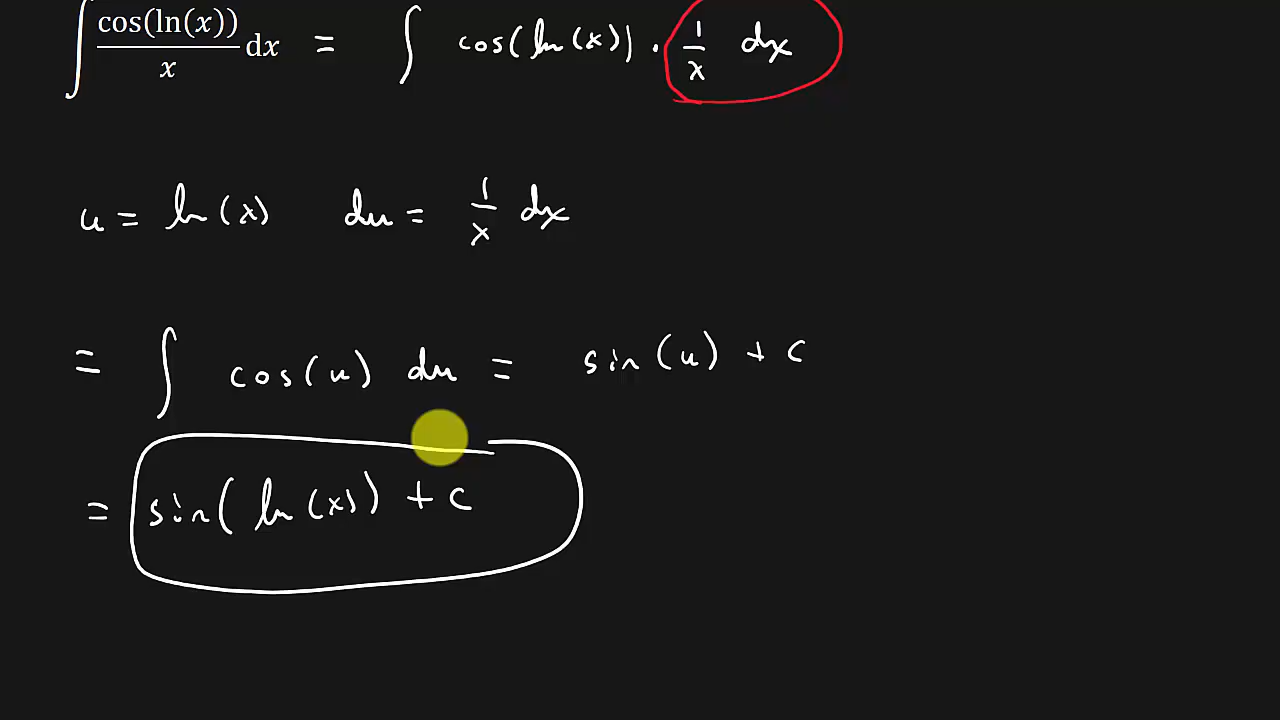 ∫ cos(ln(x))/x dx = ∫ cos(ln(x)) · 1/x dx
u = ln(x) du = 1/x dx
= ∫ cos(u) du = sin(u) + c
= sin(ln(x)) + c